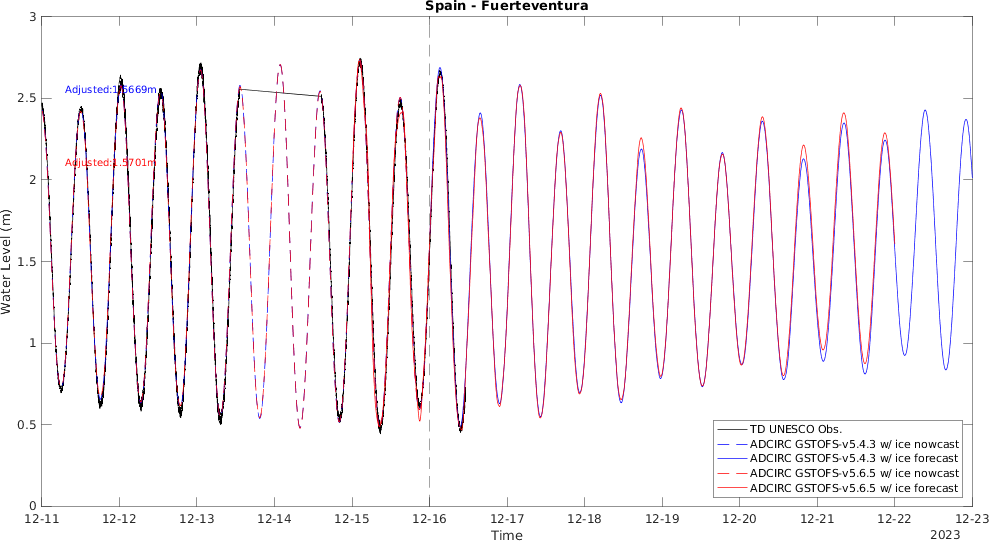 Spain - Fuerteventura
3
2.5
2
1.5
1
0.5
0
Water Level (m)
Adjusted:1.5669m
Adjusted:1.5701m
TD UNESCO Obs.
ADCIRC GSTOFS-v5.4.3 w/ ice nowcast
ADCIRC GSTOFS-v5.4.3 w/ ice forecast
ADCIRC GSTOFS-v5.6.5 w/ ice nowcast
ADCIRC GSTOFS-v5.6.5 w/ ice forecast
12-11 12-12 12-13 12-14 12-15 12-16 12-17 12-18 12-19 12-20 12-21 12-22 12-23
Time
2023